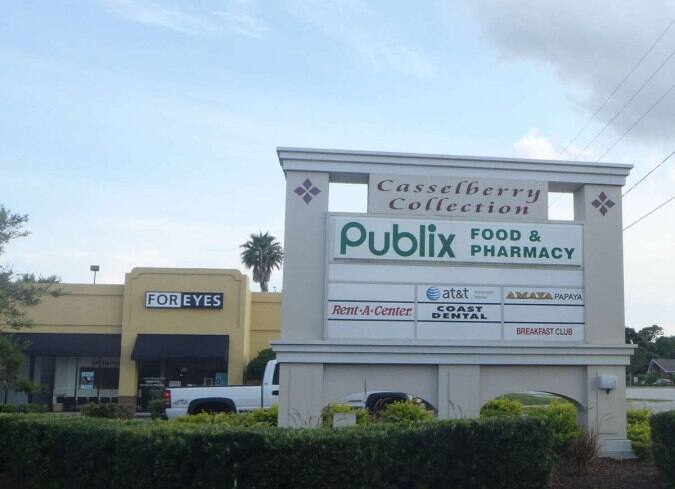 Casselberry
Collection
Publix FOOD &
PHARMACY
at&t
AMAYA PAPAYA
Rent-A-Center
COAST
DENTAL
BREAKFAST CLUB
FOR EYES